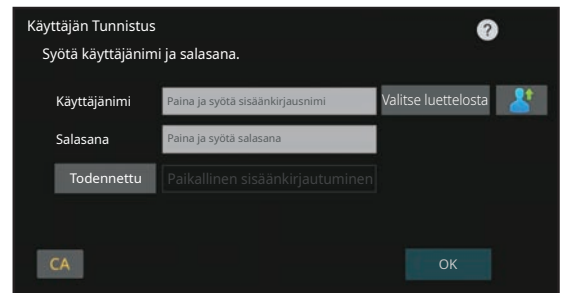 Käyttäjän Tunnistus
?
Syötä käyttäjänimi ja salasana.
Käyttäjänimi Paina ja syötä sisäänkirjausnimi Valitse luettelosta
Salasana Paina ja syötä salasana
Todennettu Paikallinen sisäänkirjautuminen
CA OK